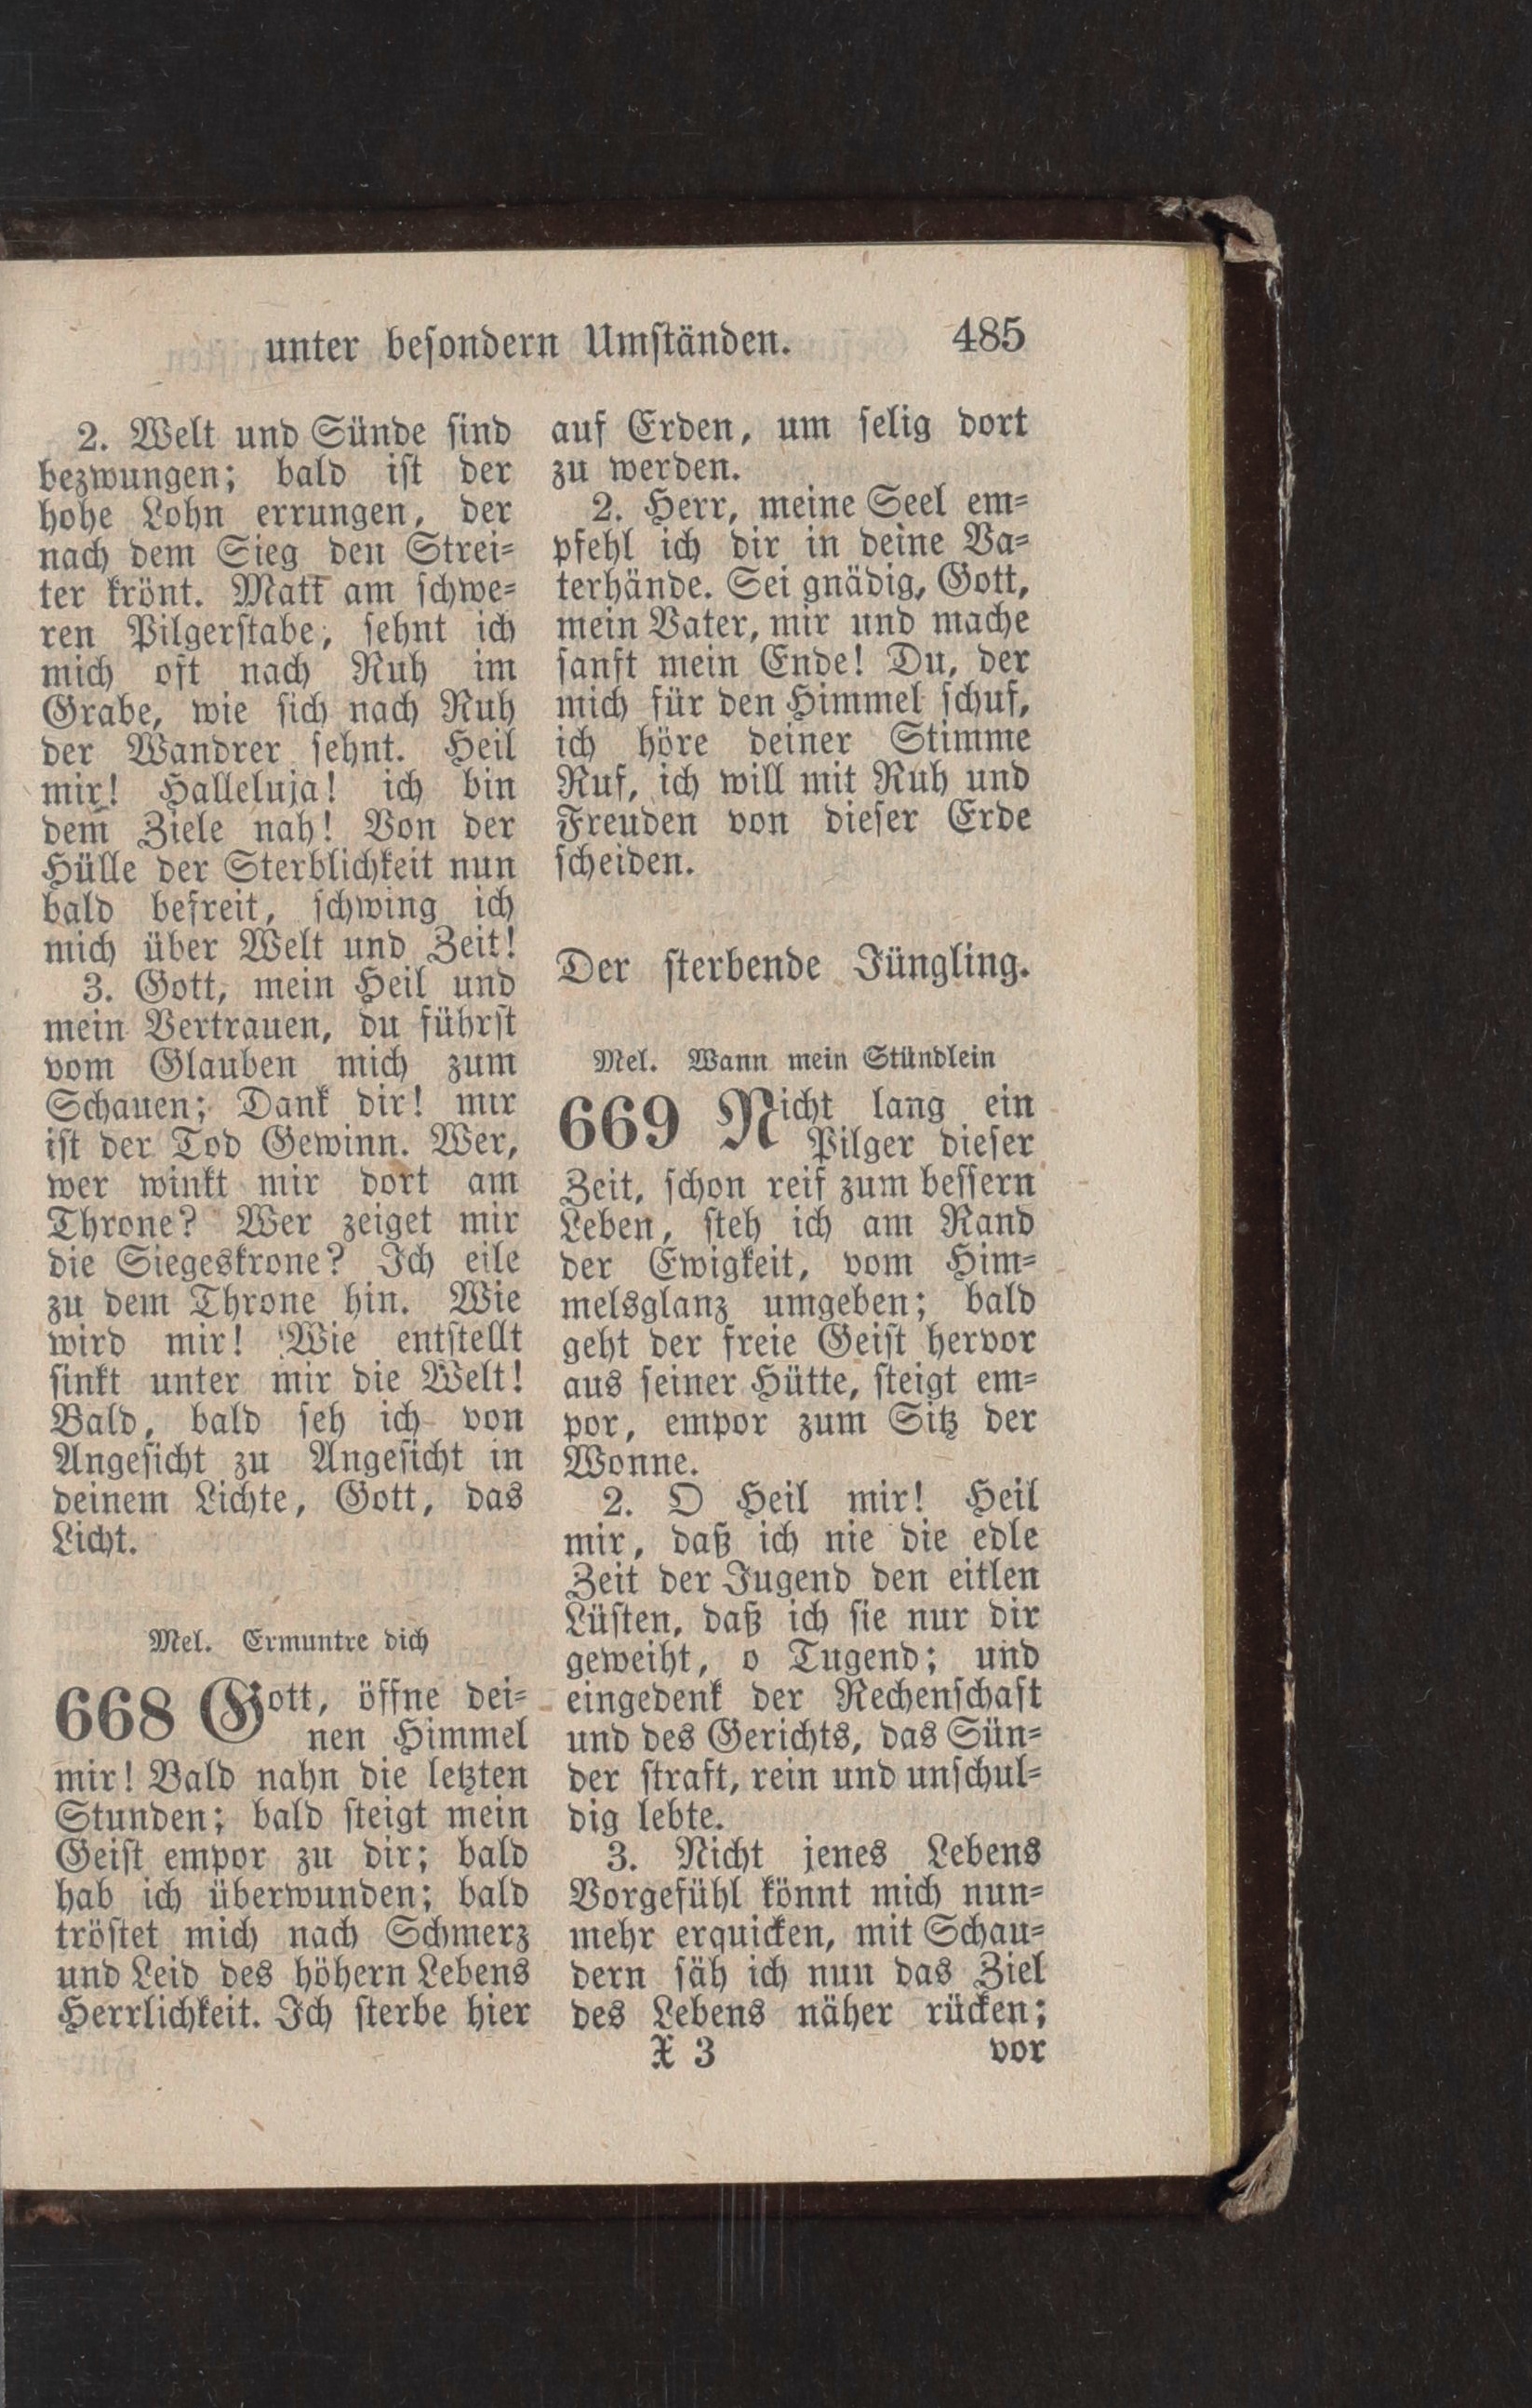 unter besondern Umständen. 485
2. Welt und Sünde sind
bezwungen; bald ist der
hohe Lohn errungen, der
nach dem Sieg den Strei-
ter krönt. Matt am schwe-
ren Pilgerstabe, sehnt ich
mich oft nach Ruh im
Grabe, wie sich nach Ruh
der Wandrer sehnt. Heil
mir! Halleluja! ich bin
dem Ziele nah! Von der
Hülle der Sterblichkeit nun
bald befreit, schwing ich
mich über Welt und Zeit!
3. Gott, mein Heil und
mein Vertrauen, du führst
vom Glauben mich zum
Schauen; Dank dir! mir
ist der Tod Gewinn. Wer,
wer winkt mir dort am
Throne? Wer zeiget mir
die Siegeskrone? Ich eile
zu dem Throne hin. Wie
wird mir! Wie entstellt
sinkt unter mir die Welt!
Bald, bald seh ich von
Angesicht zu Angesicht in
deinem Lichte, Gott, das
Licht.
Mel. Ermuntre dich
668 Gott, öffne dei-
nen Himmel
mir! Bald nahn die letzten
Stunden; bald steigt mein
Geist empor zu dir; bald
hab ich überwunden; bald
tröstet mich nach Schmerz
und Leid des höhern Lebens
Herrlichkeit. Ich sterbe hier
auf Erden, um selig dort
zu werden.
2. Herr, meine Seel em-
pfehl ich dir in deine Va-
terhände. Sei gnädig, Gott,
mein Vater, mir und mache
sanft mein Ende! Du, der
mich für den Himmel schuf,
ich höre deiner Stimme
Ruf, ich will mit Ruh und
Freuden von dieser Erde
scheiden.
Der sterbende Jüngling.
Mel. Wann mein Stündlein
669 Nicht lang ein
Pilger dieser
Zeit, schon reif zum bessern
Leben, steh ich am Rand
der Ewigkeit, vom Him-
melsglanz umgeben; bald
geht der freie Geist hervor
aus seiner Hütte, steigt em-
por, empor zum Sitz der
Wonne.
2. O Heil mir! Heil
mir, daß ich nie die edle
Zeit der Jugend den eitlen
Lüsten, daß ich sie nur dir
geweiht, o Tugend; und
eingedenk der Rechenschaft
und des Gerichts, das Sün-
der straft, rein und unschul-
dig lebte.
3. Nicht jenes Lebens
Vorgefühl könnt mich nun-
mehr erquicken, mit Schau-
dern säh ich nun das Ziel
des Lebens näher rücken;
X 3 vor